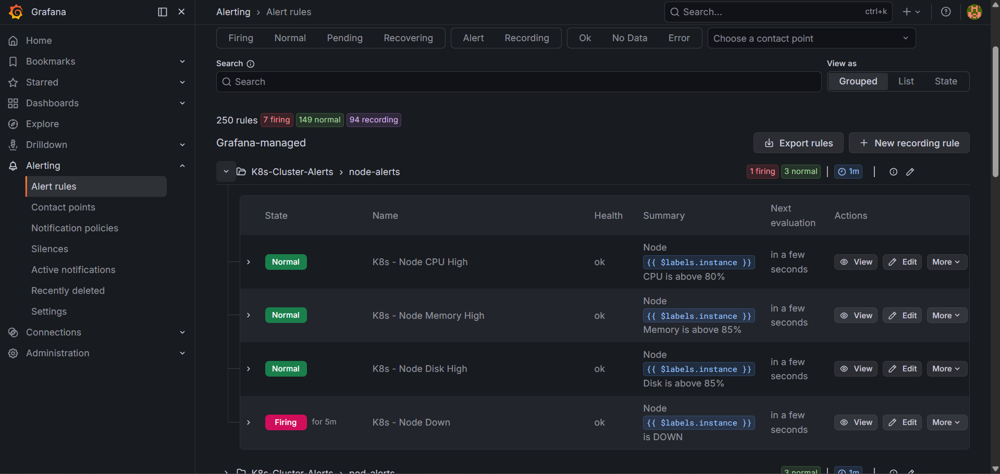 Grafana
Alerting › Alert rules
Search... ctrl+k
Home
Bookmarks
Starred
Dashboards
Explore
Drilldown
Alerting
Alert rules
Contact points
Notification policies
Silences
Active notifications
Recently deleted
Settings
Connections
Administration
Firing Normal Pending Recovering Alert Recording Ok No Data Error Choose a contact point
Search
View as
Search
Grouped List State
250 rules 7 firing 149 normal 94 recording
Grafana-managed
Export rules
+ New recording rule
K8s-Cluster-Alerts › node-alerts
1 firing 3 normal | 1m |
State Name Health Summary Next evaluation Actions
Normal K8s - Node CPU High ok
Node
{{ $labels.instance }}
CPU is above 80%
in a few
seconds
View Edit More
Normal K8s - Node Memory High ok
Node
{{ $labels.instance }}
Memory is above 85%
in a few
seconds
View Edit More
Normal K8s - Node Disk High ok
Node
{{ $labels.instance }}
Disk is above 85%
in a few
seconds
View Edit More
Firing for 5m K8s - Node Down ok
Node
{{ $labels.instance }}
is DOWN
in a few
seconds
View Edit More
K8s-Cluster-Alerts › pod-alerts
3 normal | 1m |